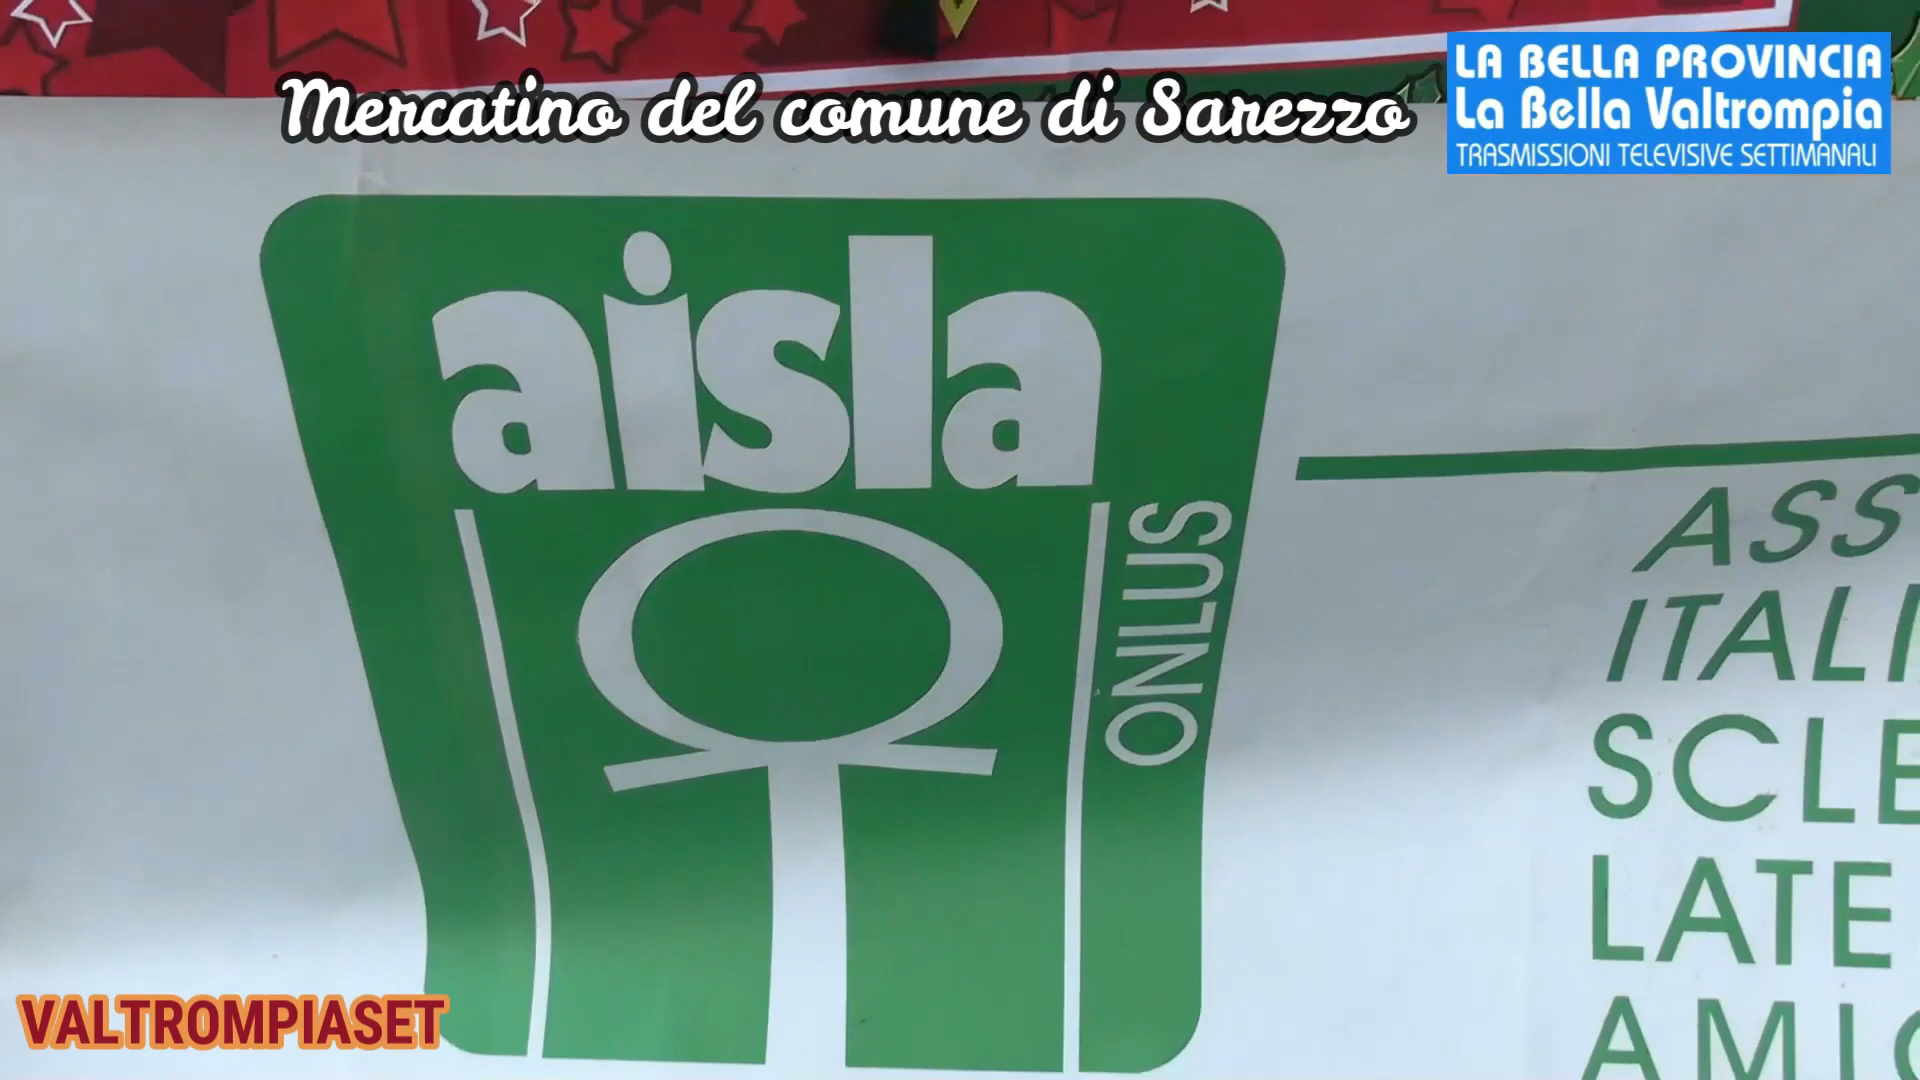 Mercatino del comune di Sarezzo
LA BELLA PROVINCIA
La Bella Valtrompia
TRASMISSIONI TELEVISIVE SETTIMANALI
aisla
ONLUS
ASS
ITALI
SCLE
LATE
AMI
VALTROMPIASET